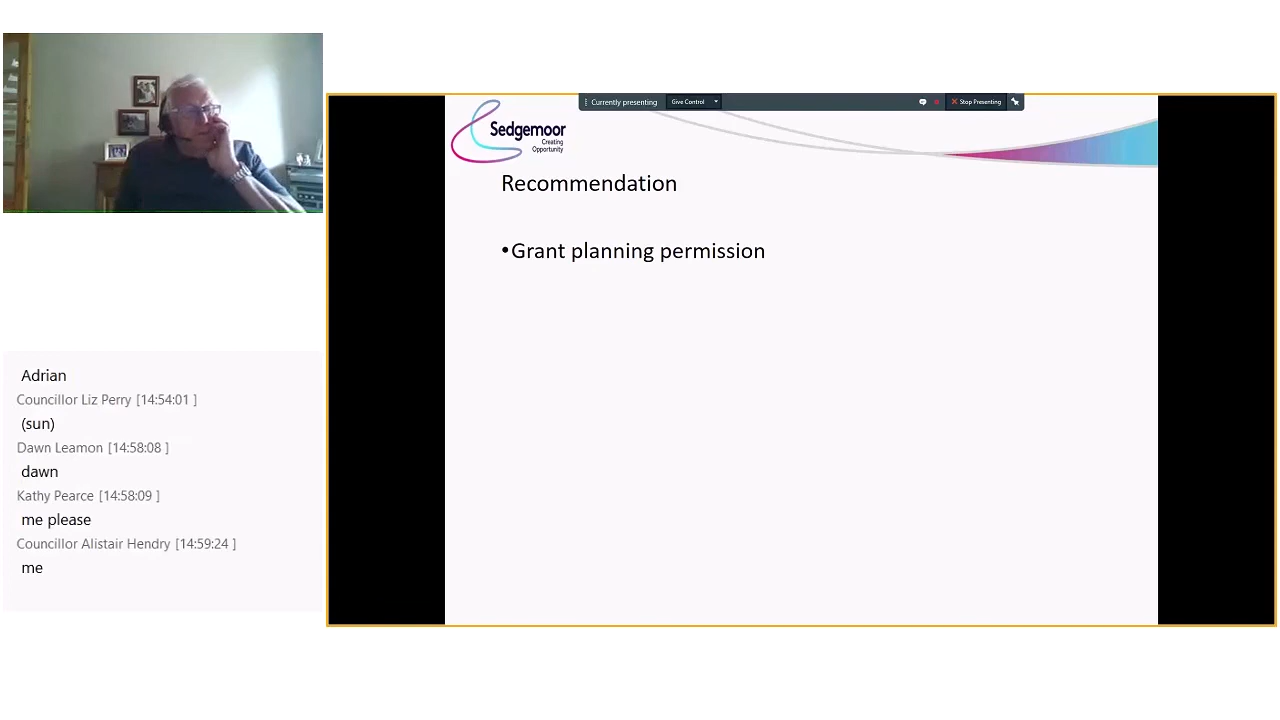 Currently presenting
Give Control
Stop Presenting
Sedgemoor
Creating
Opportunity
Recommendation
•Grant planning permission
Adrian
Councillor Liz Perry [14:54:01 ]
(sun)
Dawn Leamon [14:58:08 ]
dawn
Kathy Pearce [14:58:09 ]
me please
Councillor Alistair Hendry [14:59:24 ]
me